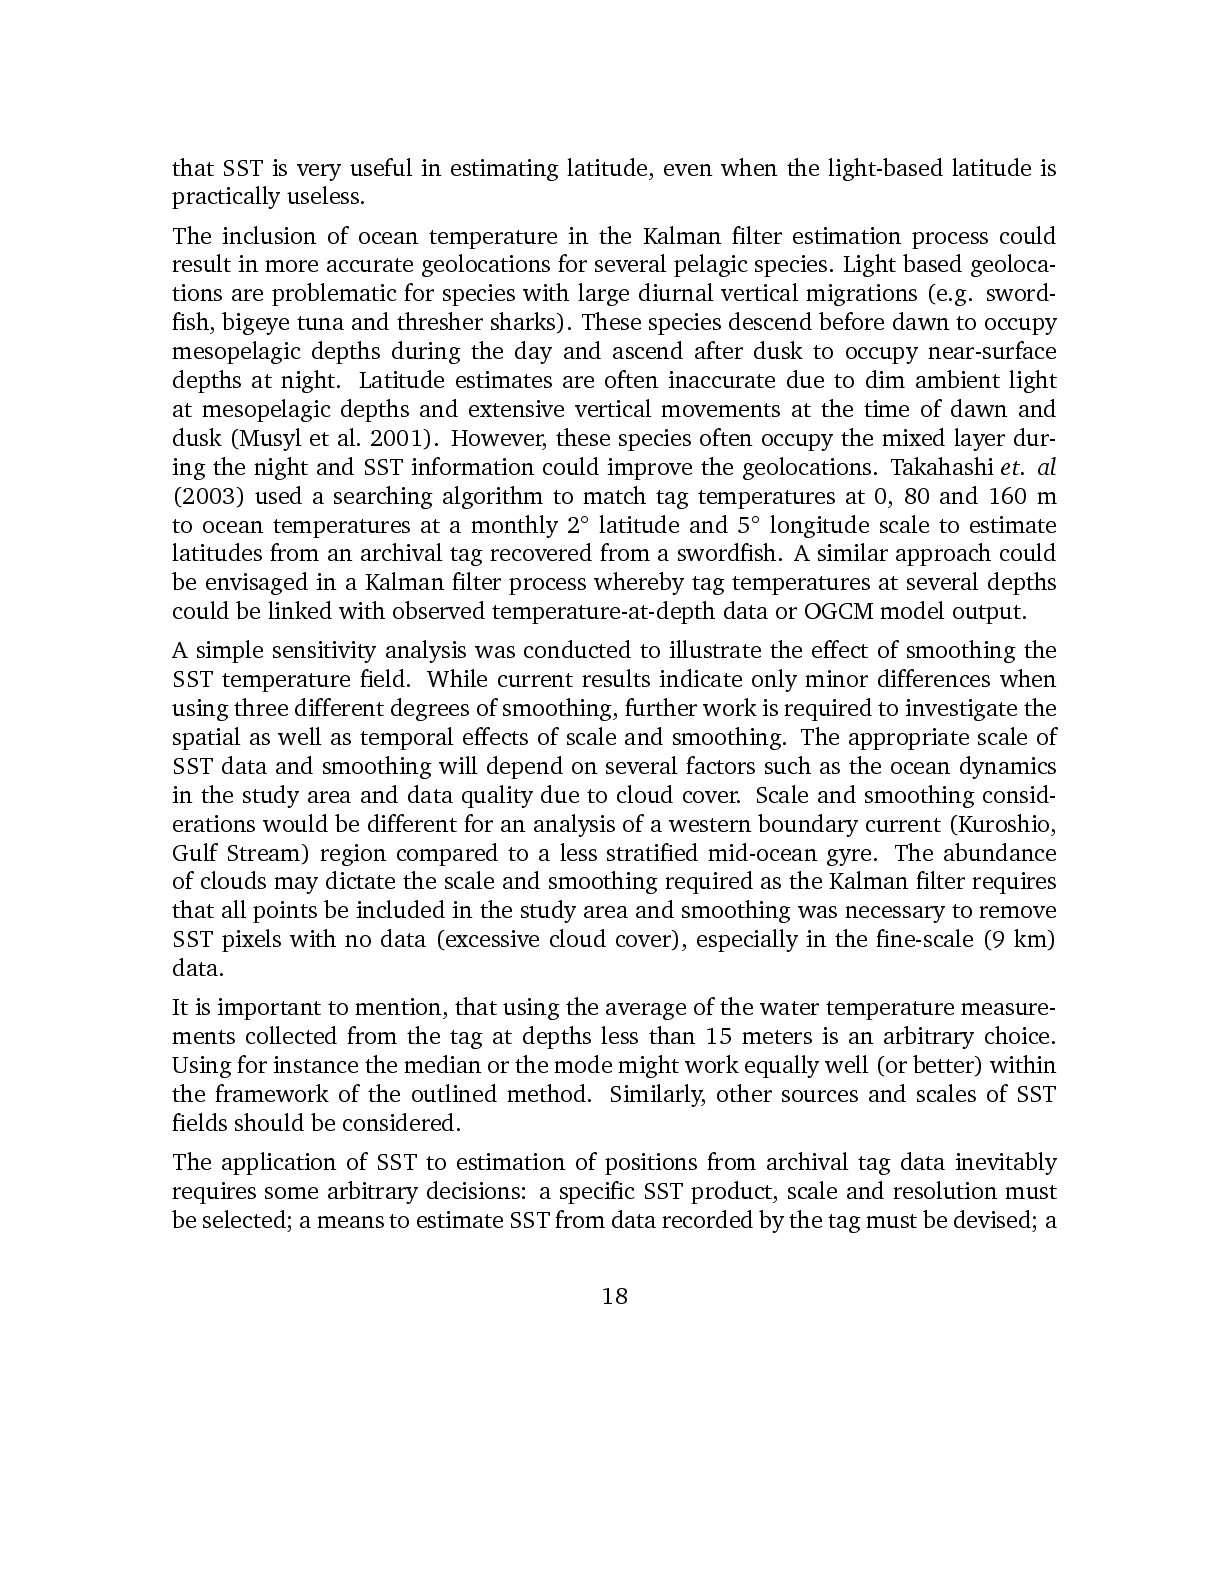 that SST is very useful in estimating latitude, even when the light-based latitude is
practically useless.
The inclusion of ocean temperature in the Kalman filter estimation process could
result in more accurate geolocations for several pelagic species. Light based geoloca-
tions are problematic for species with large diurnal vertical migrations (e.g. sword-
fish, bigeye tuna and thresher sharks). These species descend before dawn to occupy
mesopelagic depths during the day and ascend after dusk to occupy near-surface
depths at night. Latitude estimates are often inaccurate due to dim ambient light
at mesopelagic depths and extensive vertical movements at the time of dawn and
dusk (Musyl et al. 2001). However, these species often occupy the mixed layer dur-
ing the night and SST information could improve the geolocations. Takahashi et. al
(2003) used a searching algorithm to match tag temperatures at 0, 80 and 160 m
to ocean temperatures at a monthly 2° latitude and 5° longitude scale to estimate
latitudes from an archival tag recovered from a swordfish. A similar approach could
be envisaged in a Kalman filter process whereby tag temperatures at several depths
could be linked with observed temperature-at-depth data or OGCM model output.
A simple sensitivity analysis was conducted to illustrate the effect of smoothing the
SST temperature field. While current results indicate only minor differences when
using three different degrees of smoothing, further work is required to investigate the
spatial as well as temporal effects of scale and smoothing. The appropriate scale of
SST data and smoothing will depend on several factors such as the ocean dynamics
in the study area and data quality due to cloud cover. Scale and smoothing consid-
erations would be different for an analysis of a western boundary current (Kuroshio,
Gulf Stream) region compared to a less stratified mid-ocean gyre. The abundance
of clouds may dictate the scale and smoothing required as the Kalman filter requires
that all points be included in the study area and smoothing was necessary to remove
SST pixels with no data (excessive cloud cover), especially in the fine-scale (9 km)
data.
It is important to mention, that using the average of the water temperature measure-
ments collected from the tag at depths less than 15 meters is an arbitrary choice.
Using for instance the median or the mode might work equally well (or better) within
the framework of the outlined method. Similarly, other sources and scales of SST
fields should be considered.
The application of SST to estimation of positions from archival tag data inevitably
requires some arbitrary decisions: a specific SST product, scale and resolution must
be selected; a means to estimate SST from data recorded by the tag must be devised; a
18